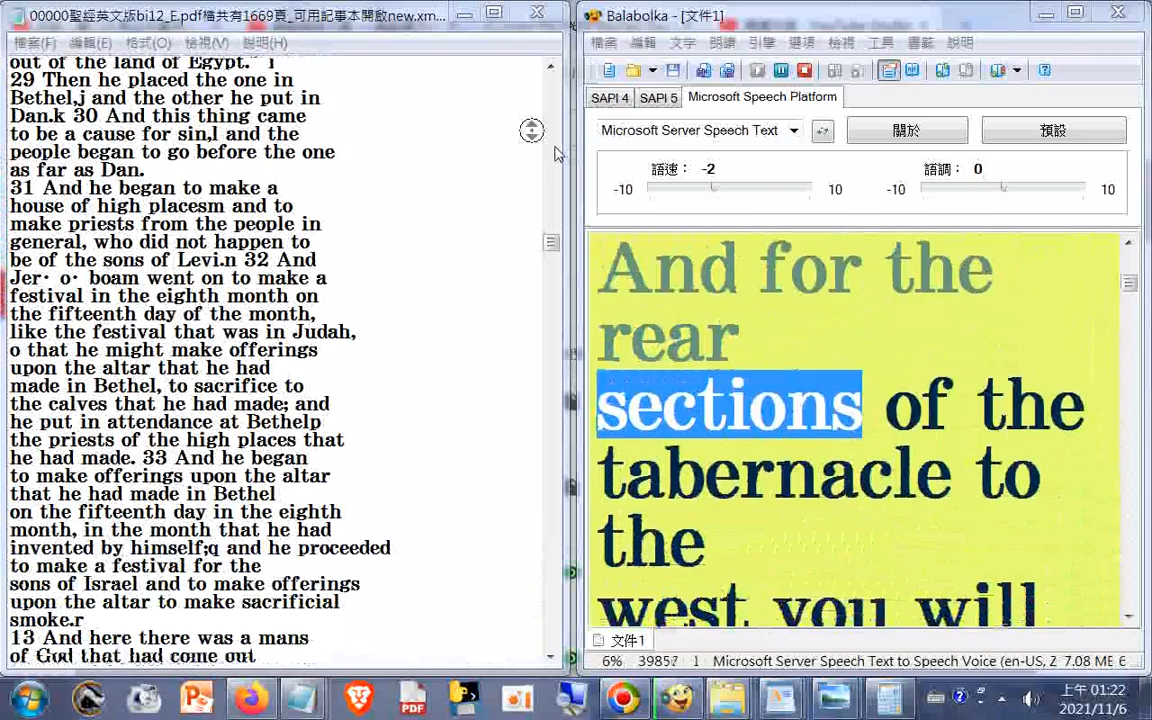 00000聖經英文版bi12_E.pdf檔共有1669頁_可用記事本開啟new.xm...
檔案(F) 編輯(E) 格式(O) 檢視(V) 說明(H)
out of the land of Egypt." i
29 Then he placed the one in
Bethel,j and the other he put in
Dan.k 30 And this thing came
to be a cause for sin,l and the
people began to go before the one
as far as Dan.
31 And he began to make a
house of high placesm and to
make priests from the people in
general, who did not happen to
be of the sons of Levi.n 32 And
Jer· o· boam went on to make a
festival in the eighth month on
the fifteenth day of the month,
like the festival that was in Judah,
o that he might make offerings
upon the altar that he had
made in Bethel, to sacrifice to
the calves that he had made; and
he put in attendance at Bethelp
the priests of the high places that
he had made. 33 And he began
to make offerings upon the altar
that he had made in Bethel
on the fifteenth day in the eighth
month, in the month that he had
invented by himself;q and he proceeded
to make a festival for the
sons of Israel and to make offerings
upon the altar to make sacrificial
smoke.r
13 And here there was a mans
of God that had come out
Balabolka - [文件1]
檔案 編輯 文字 朗讀 引擎 選項 檢視 工具 書籤 說明
SAPI 4 SAPI 5 Microsoft Speech Platform
Microsoft Server Speech Text 關於 預設
語速： -2 語調： 0
-10 10 -10 10
And for the
rear
sections of the
tabernacle to
the
west you will
文件1
6% 39857 1 Microsoft Server Speech Text to Speech Voice (en-US, Z 7.08 ME 6
PDF
上午 01:22
2021/11/6